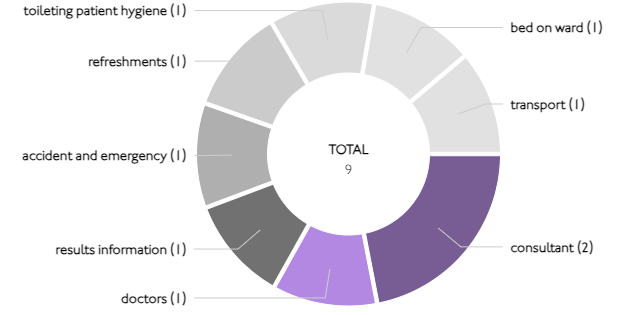 toileting patient hygiene (1)
bed on ward (1)
refreshments (1)
transport (1)
TOTAL
9
accident and emergency (1)
results information (1)
consultant (2)
doctors (1)